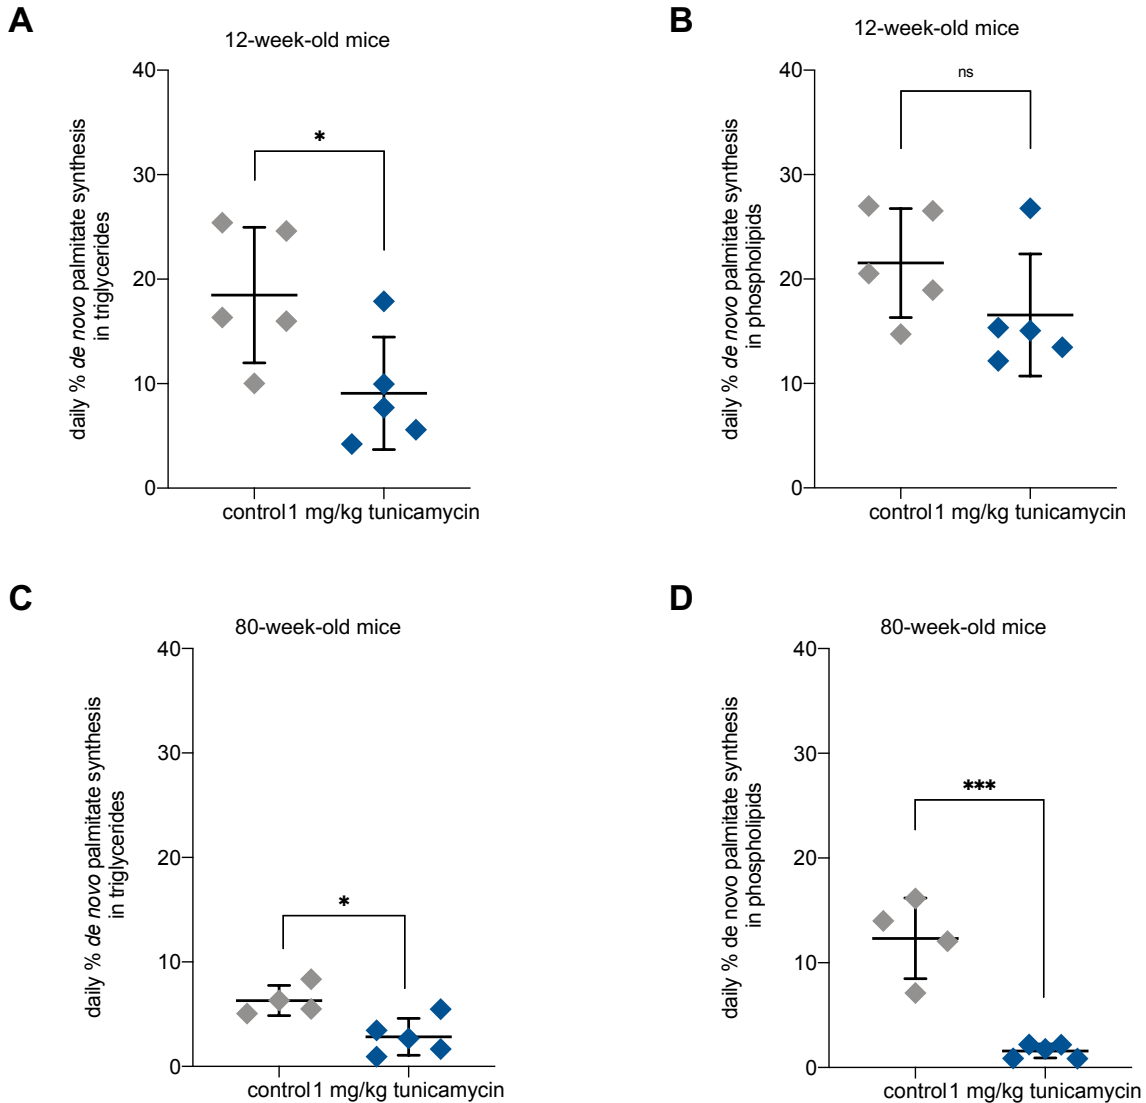 A
12-week-old mice
daily % de novo palmitate synthesis
in triglycerides
40
30
20
10
0
*
control 1 mg/kg tunicamycin
B
12-week-old mice
daily % de novo palmitate synthesis
in phospholipids
40
30
20
10
0
ns
control 1 mg/kg tunicamycin
C
80-week-old mice
daily % de novo palmitate synthesis
in triglycerides
40
30
20
10
0
*
control 1 mg/kg tunicamycin
D
80-week-old mice
daily % de novo palmitate synthesis
in phospholipids
40
30
20
10
0
***
control 1 mg/kg tunicamycin